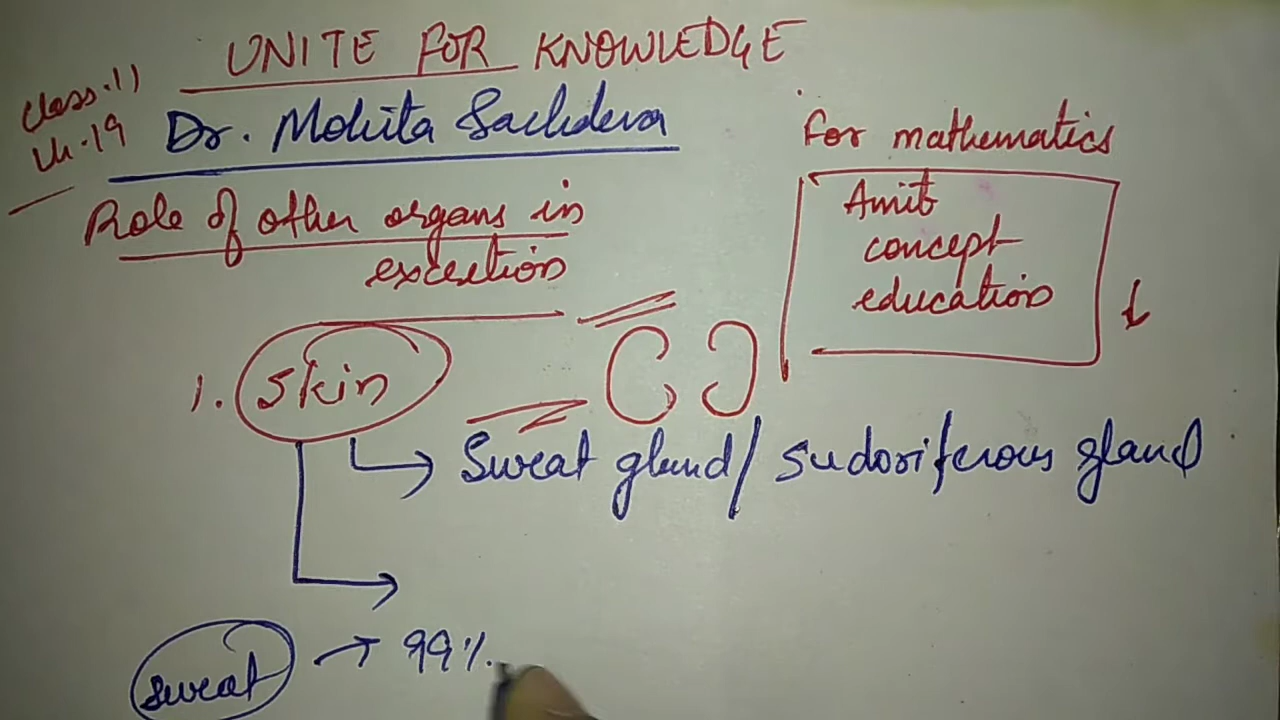 UNITE FOR KNOWLEDGE
Class.11
Ch.19
Dr. Mohita Sachdeva
Role of other organs in
excretion
For mathematics
Amit
concept
education
1. Skin
Sweat gland/ Sudoriferous gland
sweat → 99%